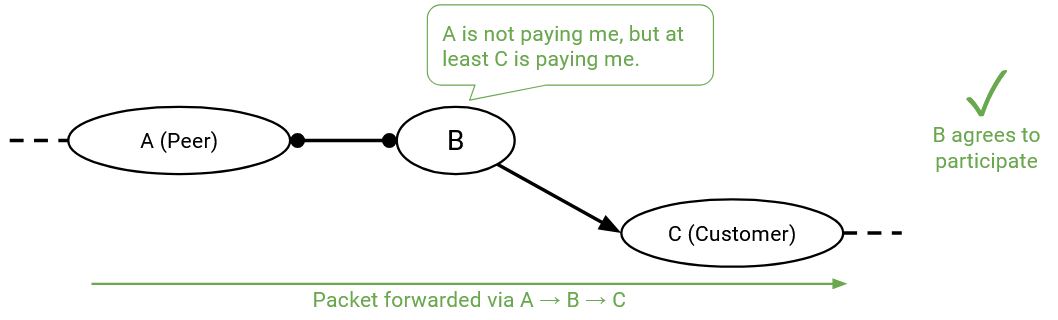 A is not paying me, but at
least C is paying me.
A (Peer)
B
B agrees to
participate
C (Customer)
Packet forwarded via A → B → C